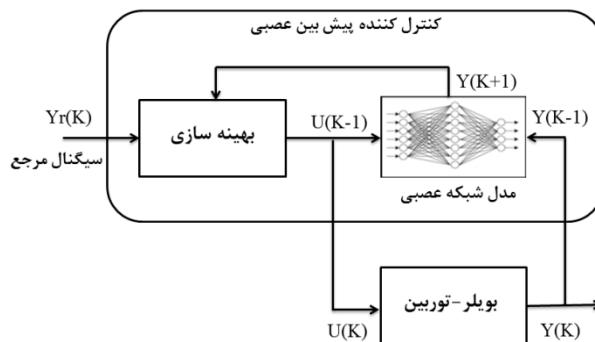 کنترل کننده پیش بین عصبی
Y(K+1)
Yr(K)
بهینه سازی
U(K-1)
Y(K-1)
سیگنال مرجع
مدل شبکه عصبی
بویلر-توربین
U(K)
Y(K)